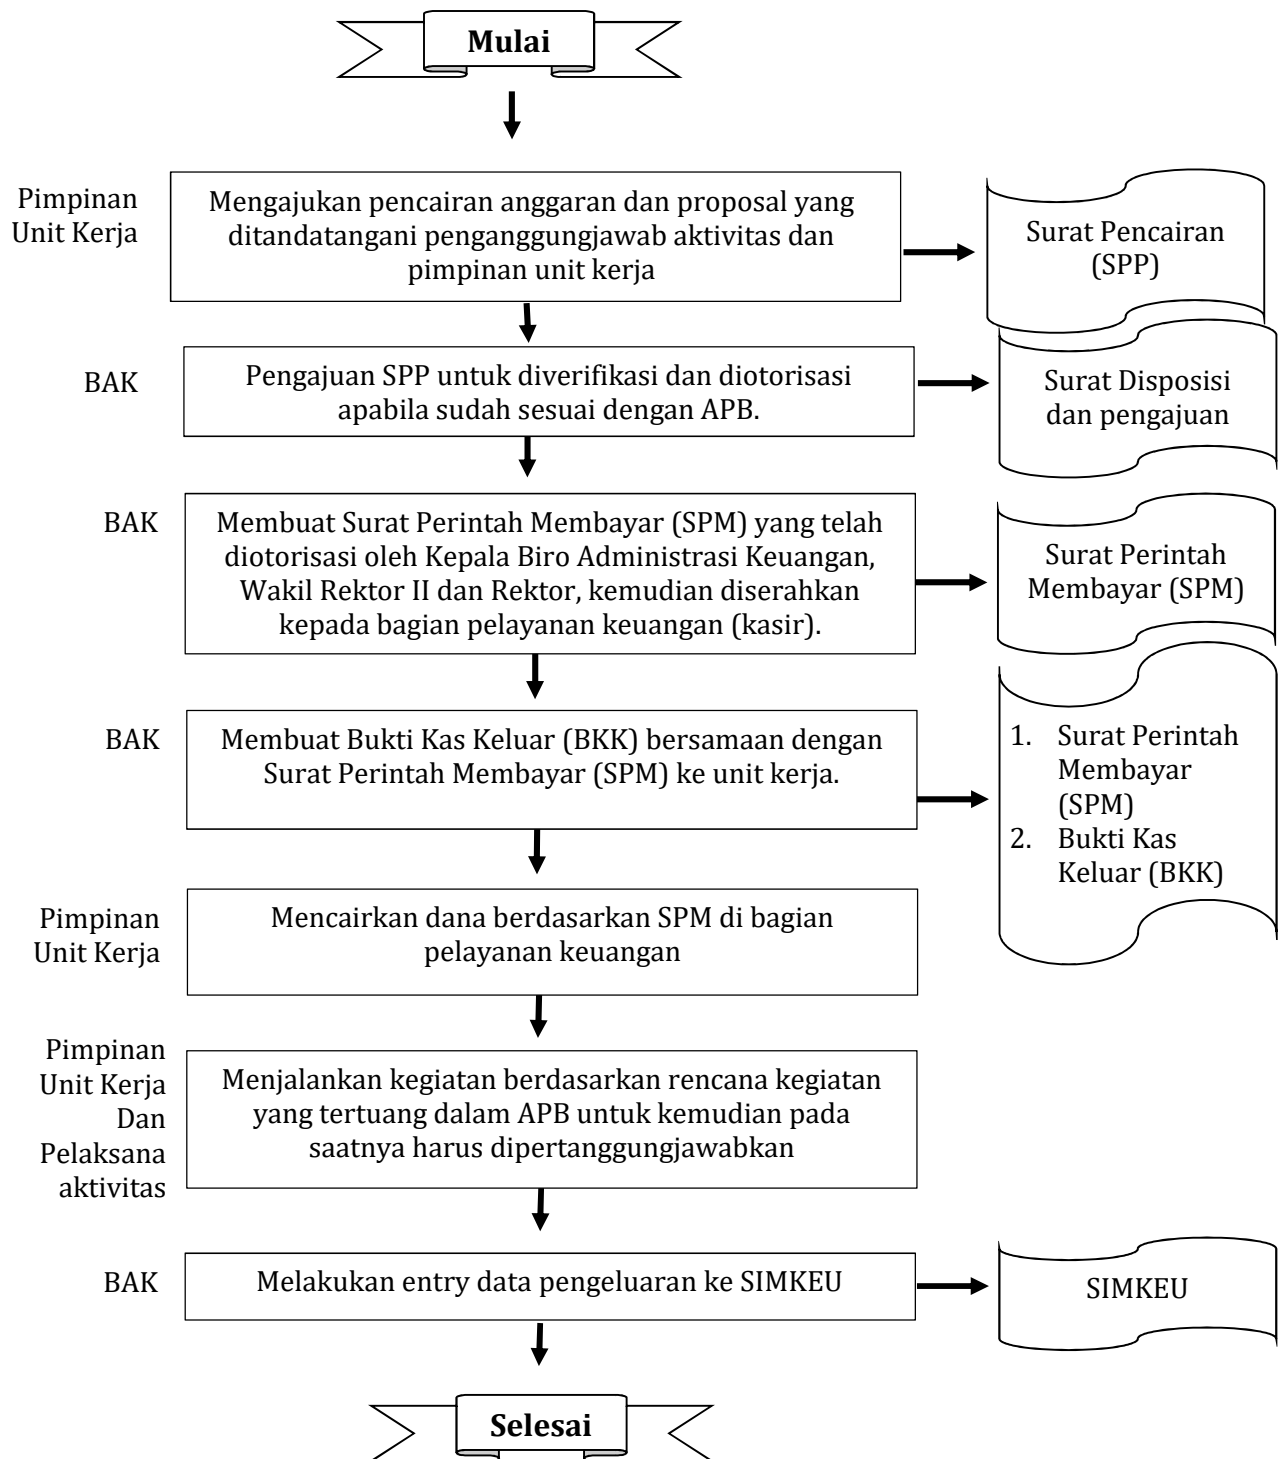 Mulai
Pimpinan
Unit Kerja
Mengajukan pencairan anggaran dan proposal yang
ditandatangani penganggungjawab aktivitas dan
pimpinan unit kerja
Surat Pencairan
(SPP)
BAK
Pengajuan SPP untuk diverifikasi dan diotorisasi
apabila sudah sesuai dengan APB.
Surat Disposisi
dan pengajuan
BAK
Membuat Surat Perintah Membayar (SPM) yang telah
diotorisasi oleh Kepala Biro Administrasi Keuangan,
Wakil Rektor II dan Rektor, kemudian diserahkan
kepada bagian pelayanan keuangan (kasir).
Surat Perintah
Membayar (SPM)
BAK
Membuat Bukti Kas Keluar (BKK) bersamaan dengan
Surat Perintah Membayar (SPM) ke unit kerja.
1. Surat Perintah
Membayar
(SPM)
2. Bukti Kas
Keluar (BKK)
Pimpinan
Unit Kerja
Mencairkan dana berdasarkan SPM di bagian
pelayanan keuangan
Pimpinan
Unit Kerja
Dan
Pelaksana
aktivitas
Menjalankan kegiatan berdasarkan rencana kegiatan
yang tertuang dalam APB untuk kemudian pada
saatnya harus dipertanggungjawabkan
BAK
Melakukan entry data pengeluaran ke SIMKEU
SIMKEU
Selesai